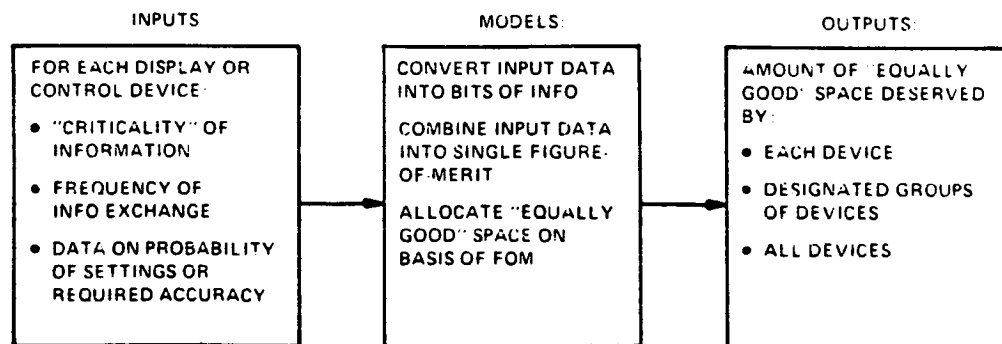 INPUTS
FOR EACH DISPLAY OR
CONTROL DEVICE:
• "CRITICALITY" OF
INFORMATION
• FREQUENCY OF
INFO EXCHANGE
• DATA ON PROBABILITY
OF SETTINGS OR
REQUIRED ACCURACY
MODELS:
CONVERT INPUT DATA
INTO BITS OF INFO
COMBINE INPUT DATA
INTO SINGLE FIGURE-
OF-MERIT
ALLOCATE "EQUALLY
GOOD" SPACE ON
BASIS OF FOM
OUTPUTS:
AMOUNT OF "EQUALLY
GOOD" SPACE DESERVED
BY:
• EACH DEVICE
• DESIGNATED GROUPS
OF DEVICES
• ALL DEVICES